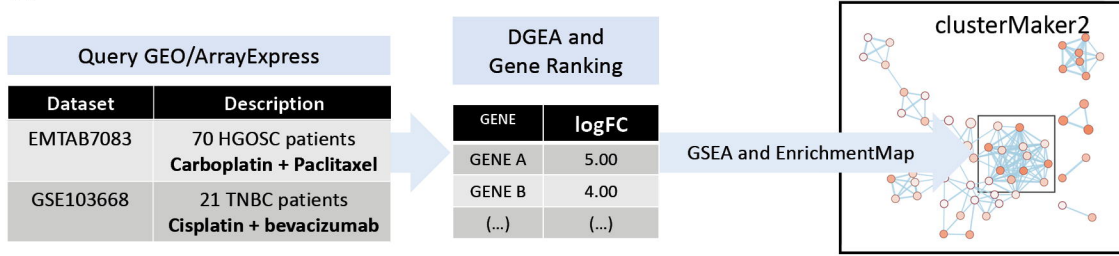 Query GEO/ArrayExpress
Dataset Description
EMTAB7083 70 HGOSC patients
Carboplatin + Paclitaxel
GSE103668 21 TNBC patients
Cisplatin + bevacizumab
DGEA and
Gene Ranking
GENE logFC
GENE A 5.00
GENE B 4.00
(...) (...)
GSEA and EnrichmentMap
clusterMaker2